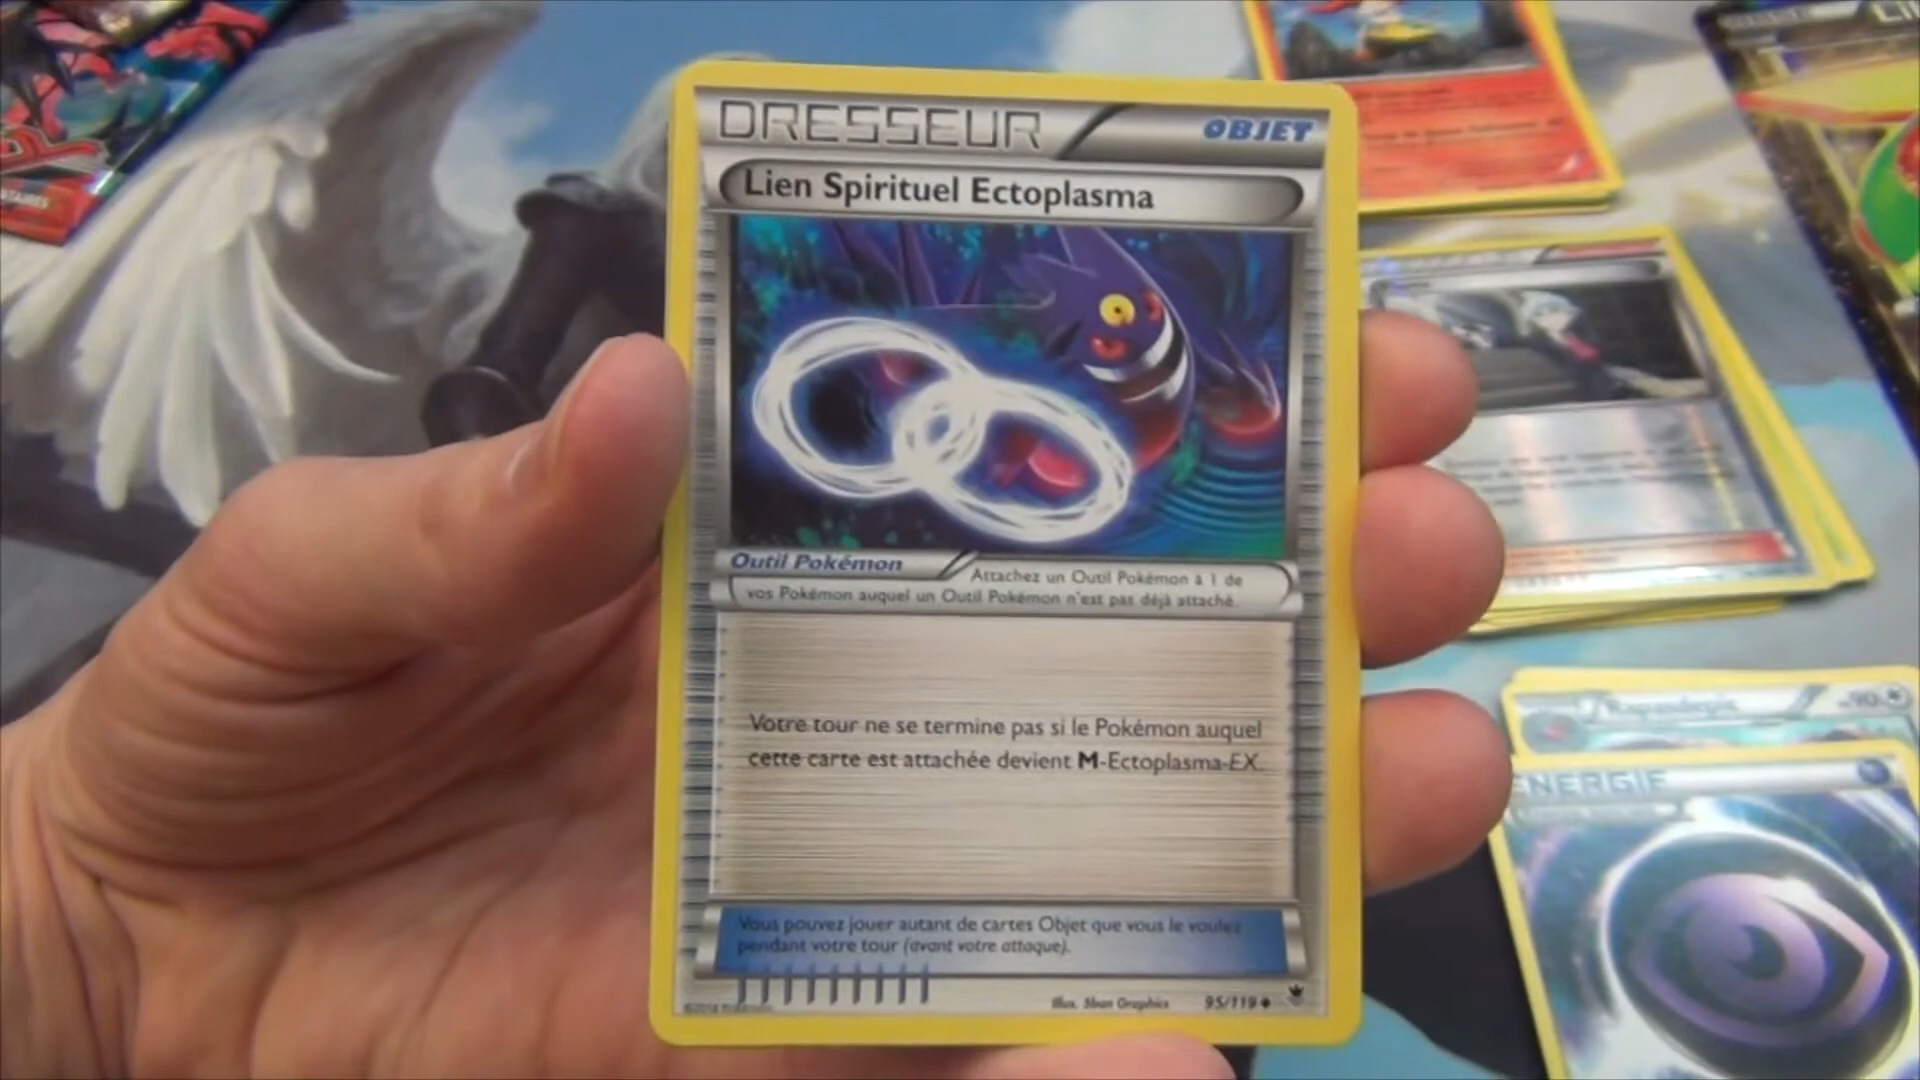 DRESSEUR OBJET
Lien Spirituel Ectoplasma
Outil Pokémon
Attachez un Outil Pokémon à 1 de
vos Pokémon auquel un Outil Pokémon n'est pas déjà attaché.
Votre tour ne se termine pas si le Pokémon auquel
cette carte est attachée devient M-Ectoplasma-EX.
Vous pouvez jouer autant de cartes Objet que vous le voulez
pendant votre tour (avant votre attaque).
Illus. 5ban Graphics 95/119
90
ENERGIE